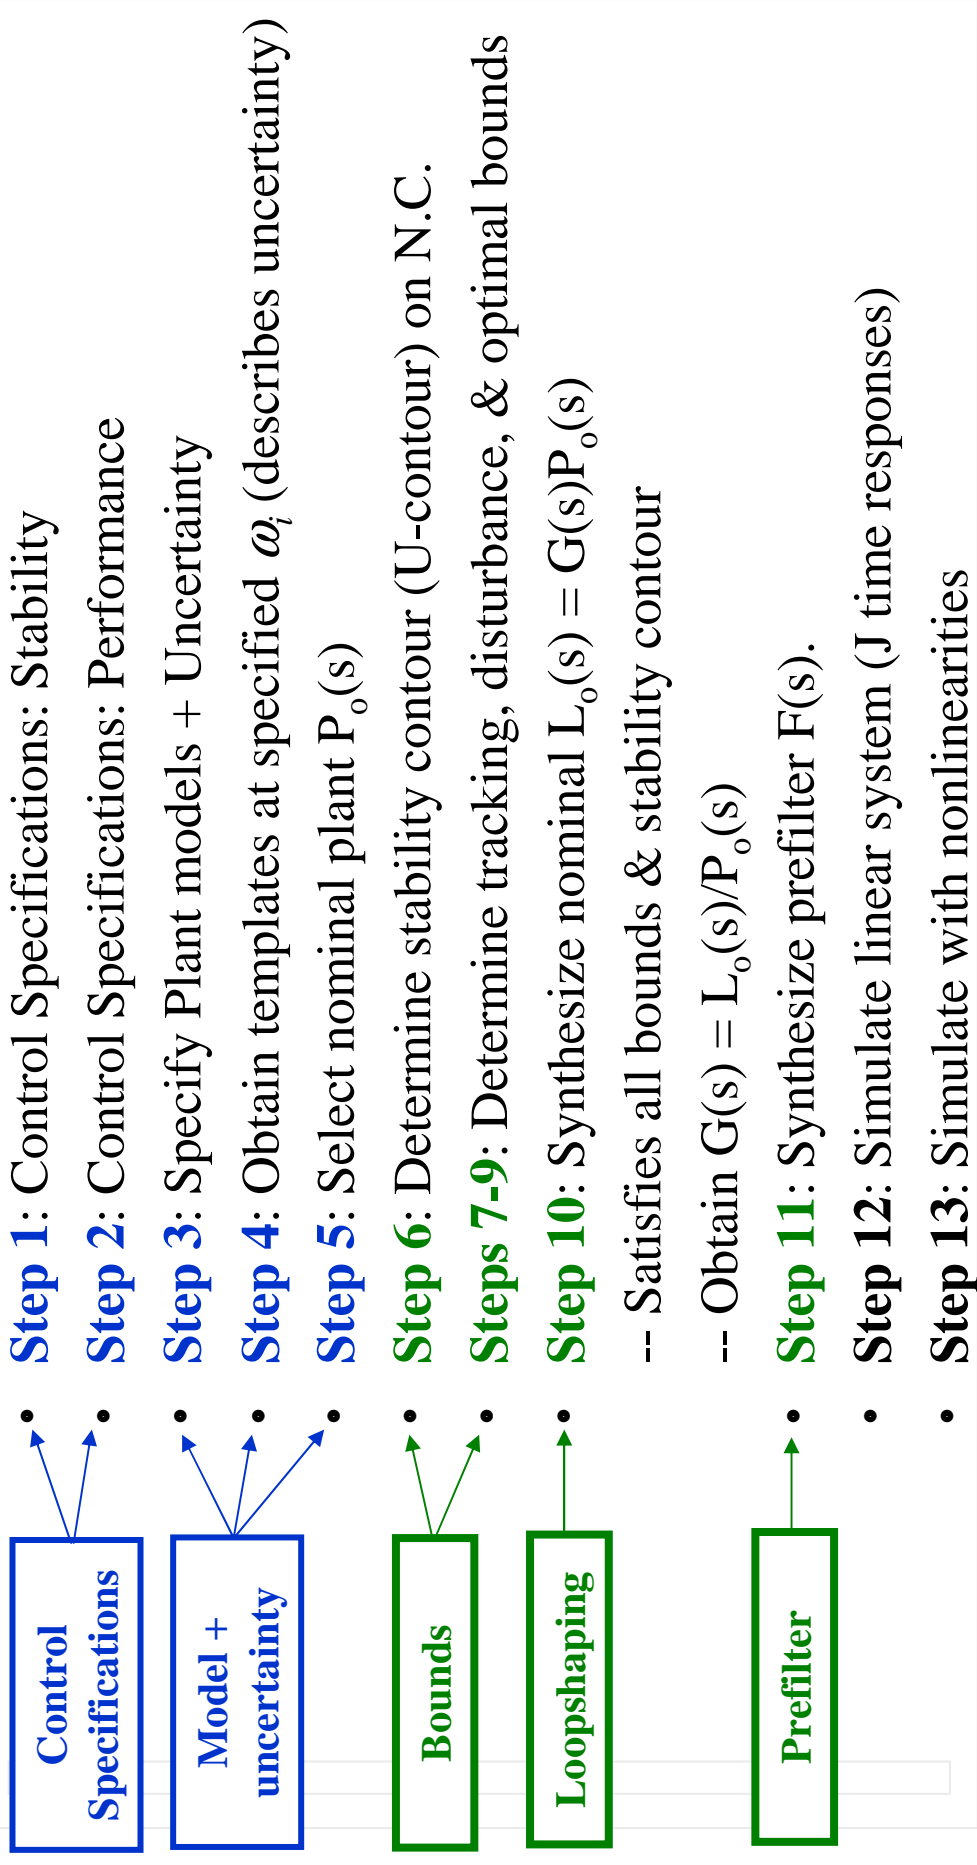 Control
Specifications
• Step 1: Control Specifications: Stability
• Step 2: Control Specifications: Performance
Model +
uncertainty
• Step 3: Specify Plant models + Uncertainty
• Step 4: Obtain templates at specified ωᵢ (describes uncertainty)
• Step 5: Select nominal plant Pₒ(s)
Bounds
• Step 6: Determine stability contour (U-contour) on N.C.
• Steps 7-9: Determine tracking, disturbance, & optimal bounds
Loopshaping
• Step 10: Synthesize nominal Lₒ(s) = G(s)Pₒ(s)
-- Satisfies all bounds & stability contour
-- Obtain G(s) = Lₒ(s)/Pₒ(s)
Prefilter
• Step 11: Synthesize prefilter F(s).
• Step 12: Simulate linear system (J time responses)
• Step 13: Simulate with nonlinearities